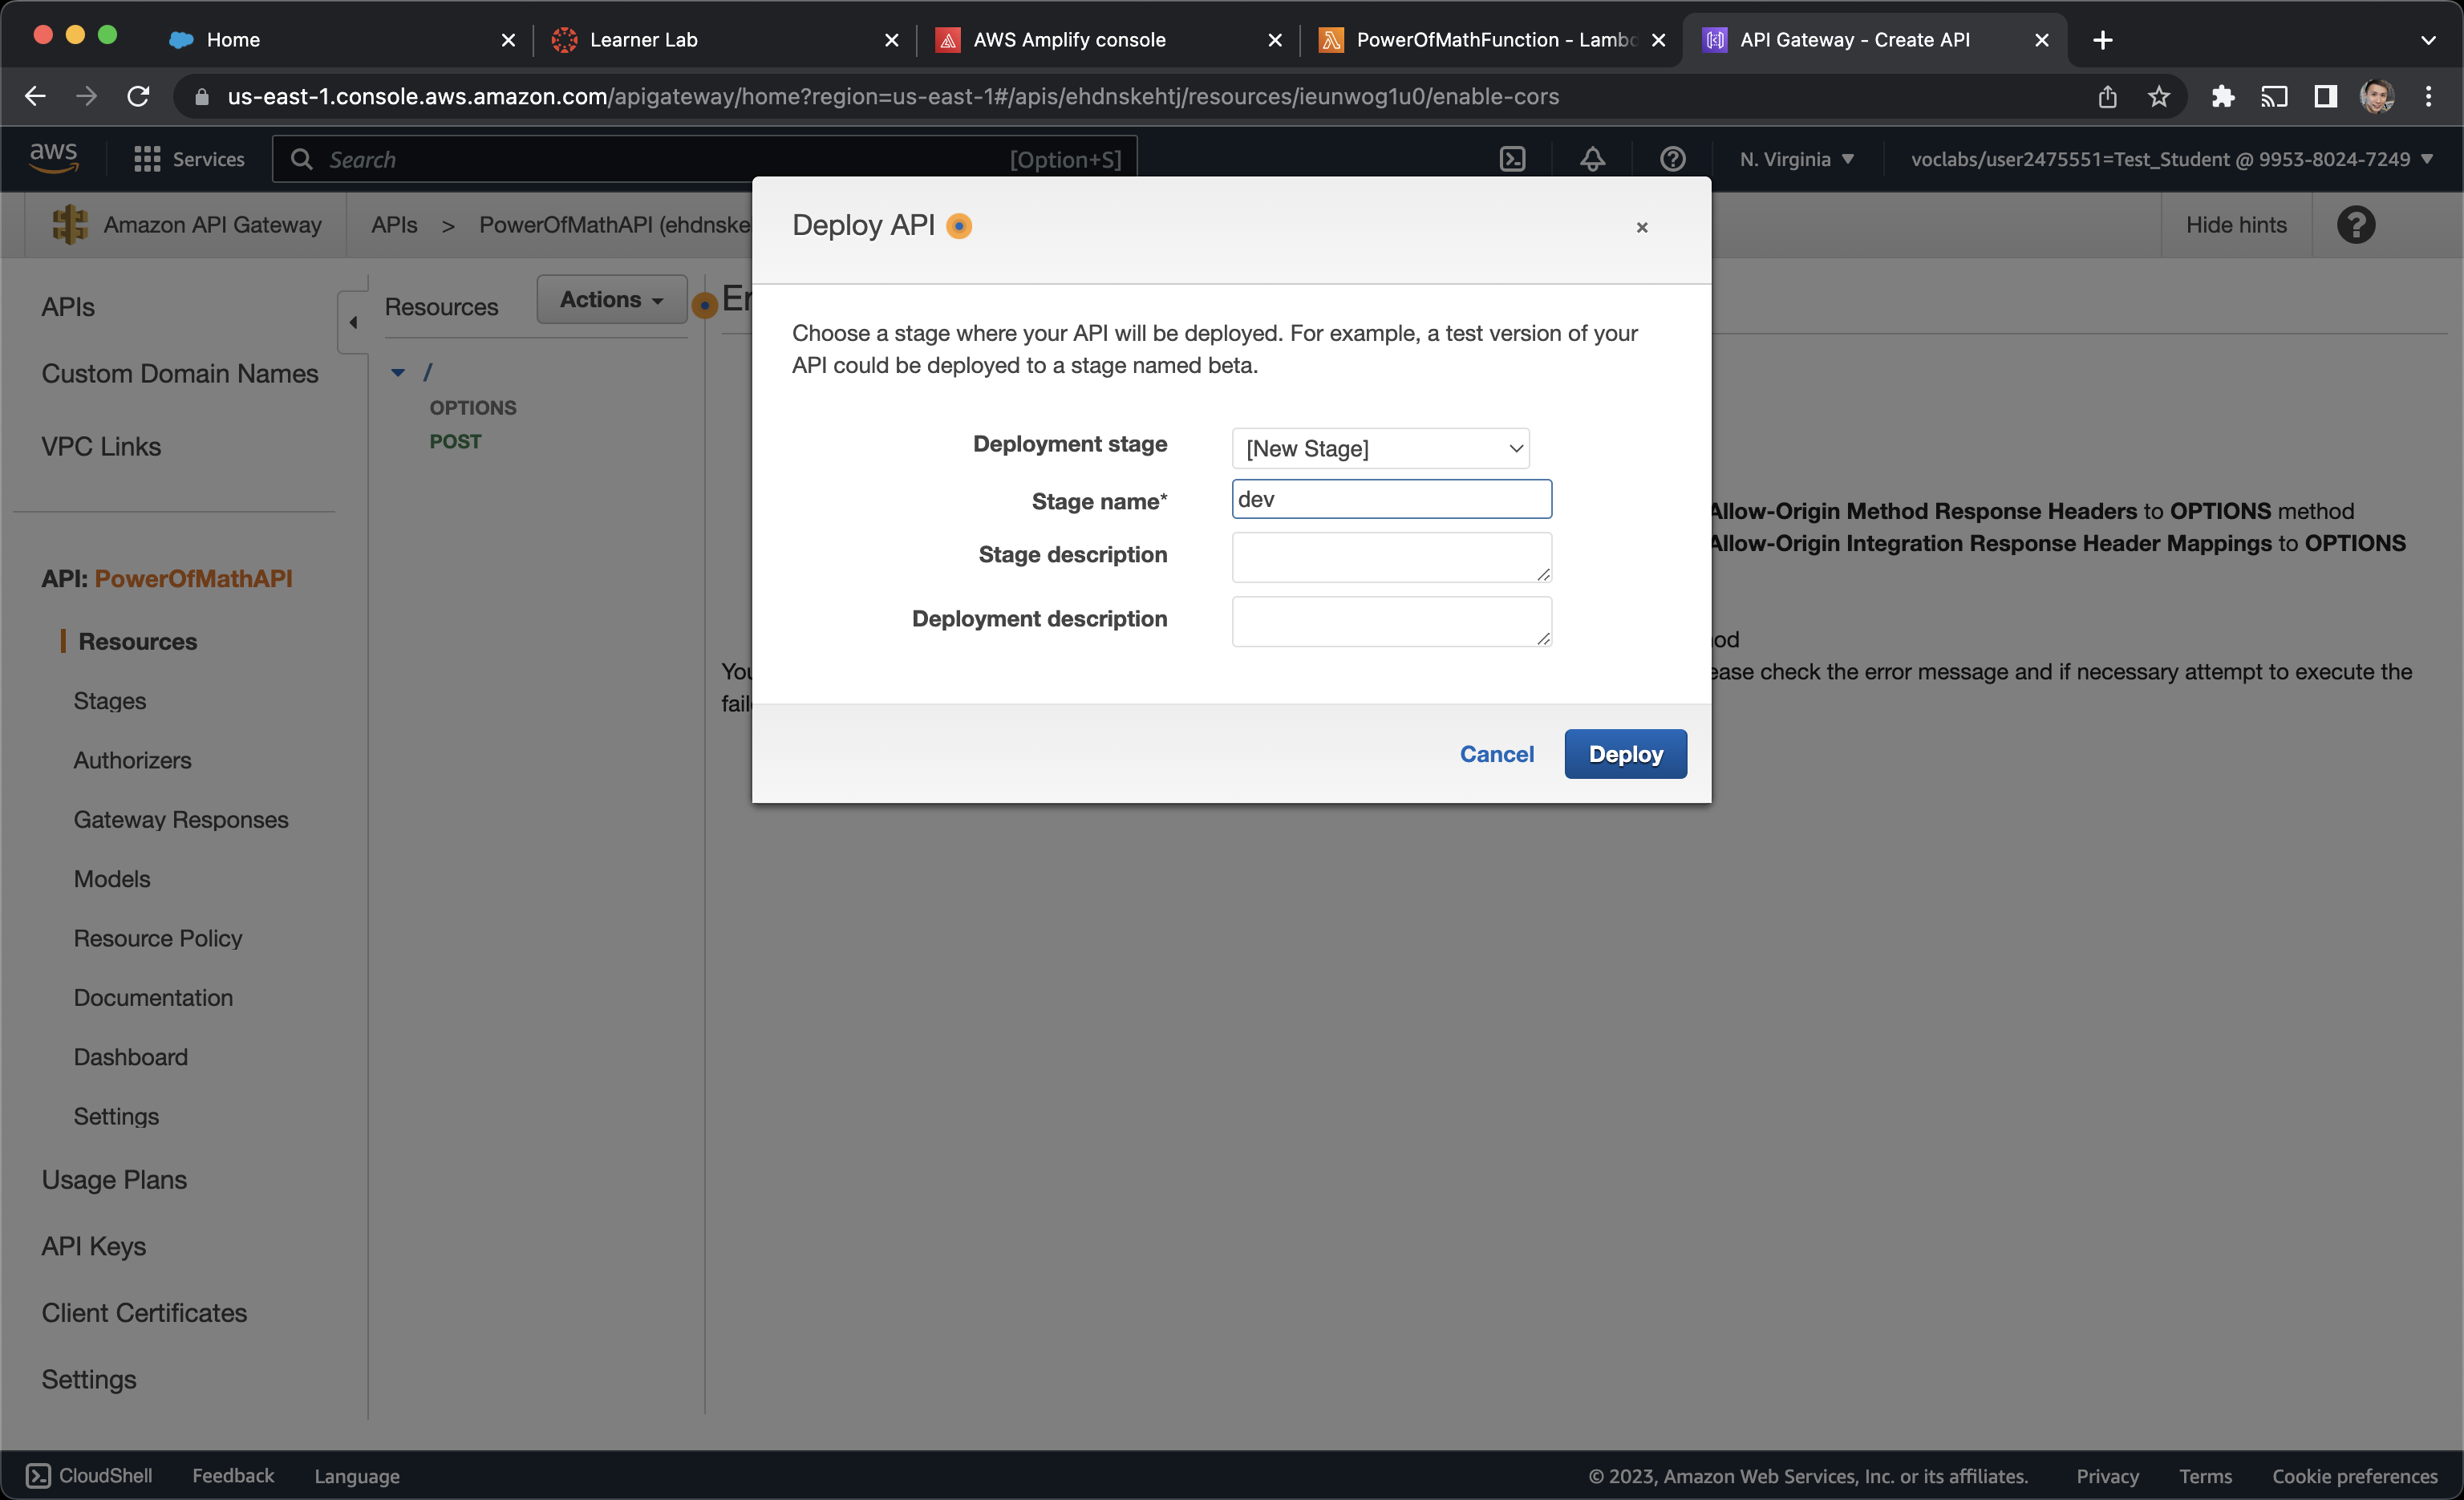 Home
Learner Lab
AWS Amplify console
PowerOfMathFunction - Lambd
API Gateway - Create API
us-east-1.console.aws.amazon.com/apigateway/home?region=us-east-1#/apis/ehdnskehtj/resources/ieunwog1u0/enable-cors
aws
Services
Search
[Option+S]
N. Virginia
voclabs/user2475551=Test_Student @ 9953-8024-7249
Amazon API Gateway
APIs > PowerOfMathAPI (ehdnske
Hide hints
APIs
Custom Domain Names
VPC Links
API: PowerOfMathAPI
Resources
Stages
Authorizers
Gateway Responses
Models
Resource Policy
Documentation
Dashboard
Settings
Usage Plans
API Keys
Client Certificates
Settings
Resources
Actions
/
OPTIONS
POST
Er
Allow-Origin Method Response Headers to OPTIONS method
Allow-Origin Integration Response Header Mappings to OPTIONS
od
You
ease check the error message and if necessary attempt to execute the
fail
Deploy API
×
Choose a stage where your API will be deployed. For example, a test version of your
API could be deployed to a stage named beta.
Deployment stage
[New Stage]
Stage name*
dev
Stage description
Deployment description
Cancel
Deploy
CloudShell
Feedback
Language
© 2023, Amazon Web Services, Inc. or its affiliates.
Privacy
Terms
Cookie preferences